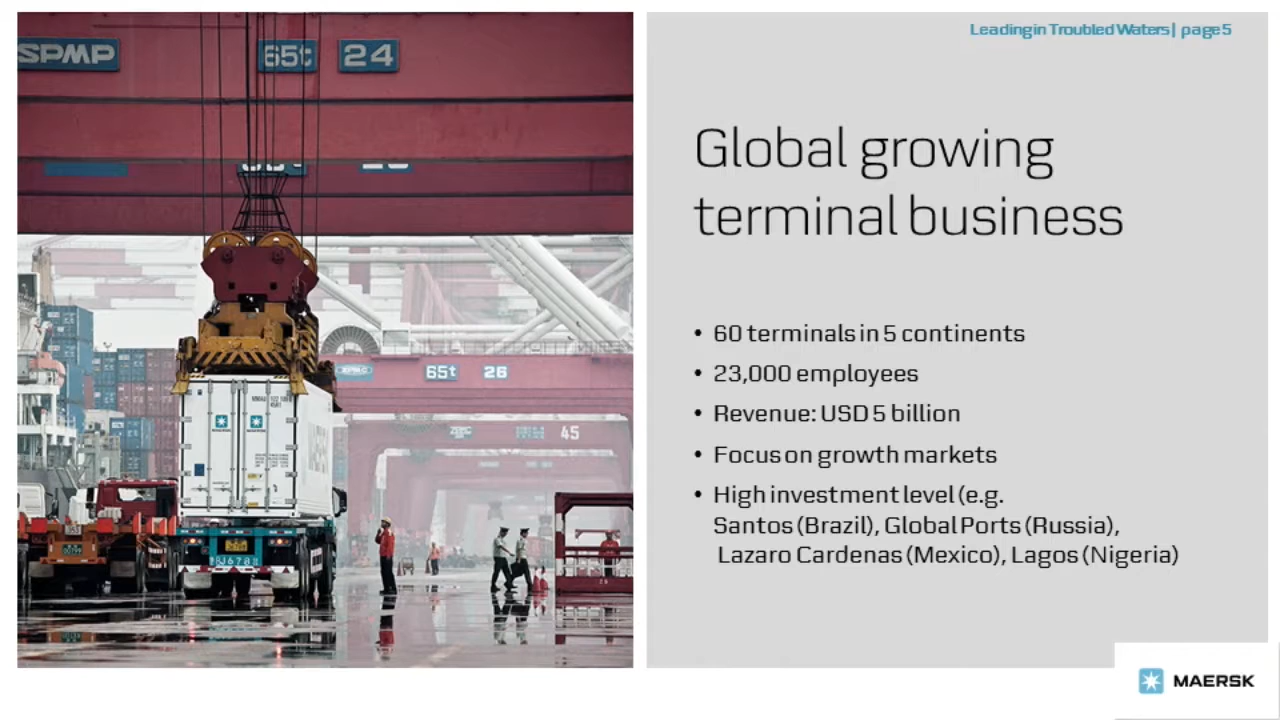 SPMP
65t
24
65t
26
45
Leading in Troubled Waters | page 5
Global growing
terminal business
• 60 terminals in 5 continents
• 23,000 employees
• Revenue: USD 5 billion
• Focus on growth markets
• High investment level (e.g.
Santos (Brazil), Global Ports (Russia),
Lazaro Cardenas (Mexico), Lagos (Nigeria)
MAERSK